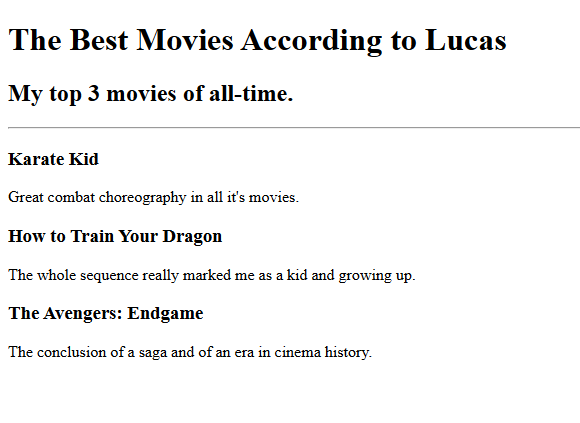 The Best Movies According to Lucas
My top 3 movies of all-time.
Karate Kid
Great combat choreography in all it's movies.
How to Train Your Dragon
The whole sequence really marked me as a kid and growing up.
The Avengers: Endgame
The conclusion of a saga and of an era in cinema history.